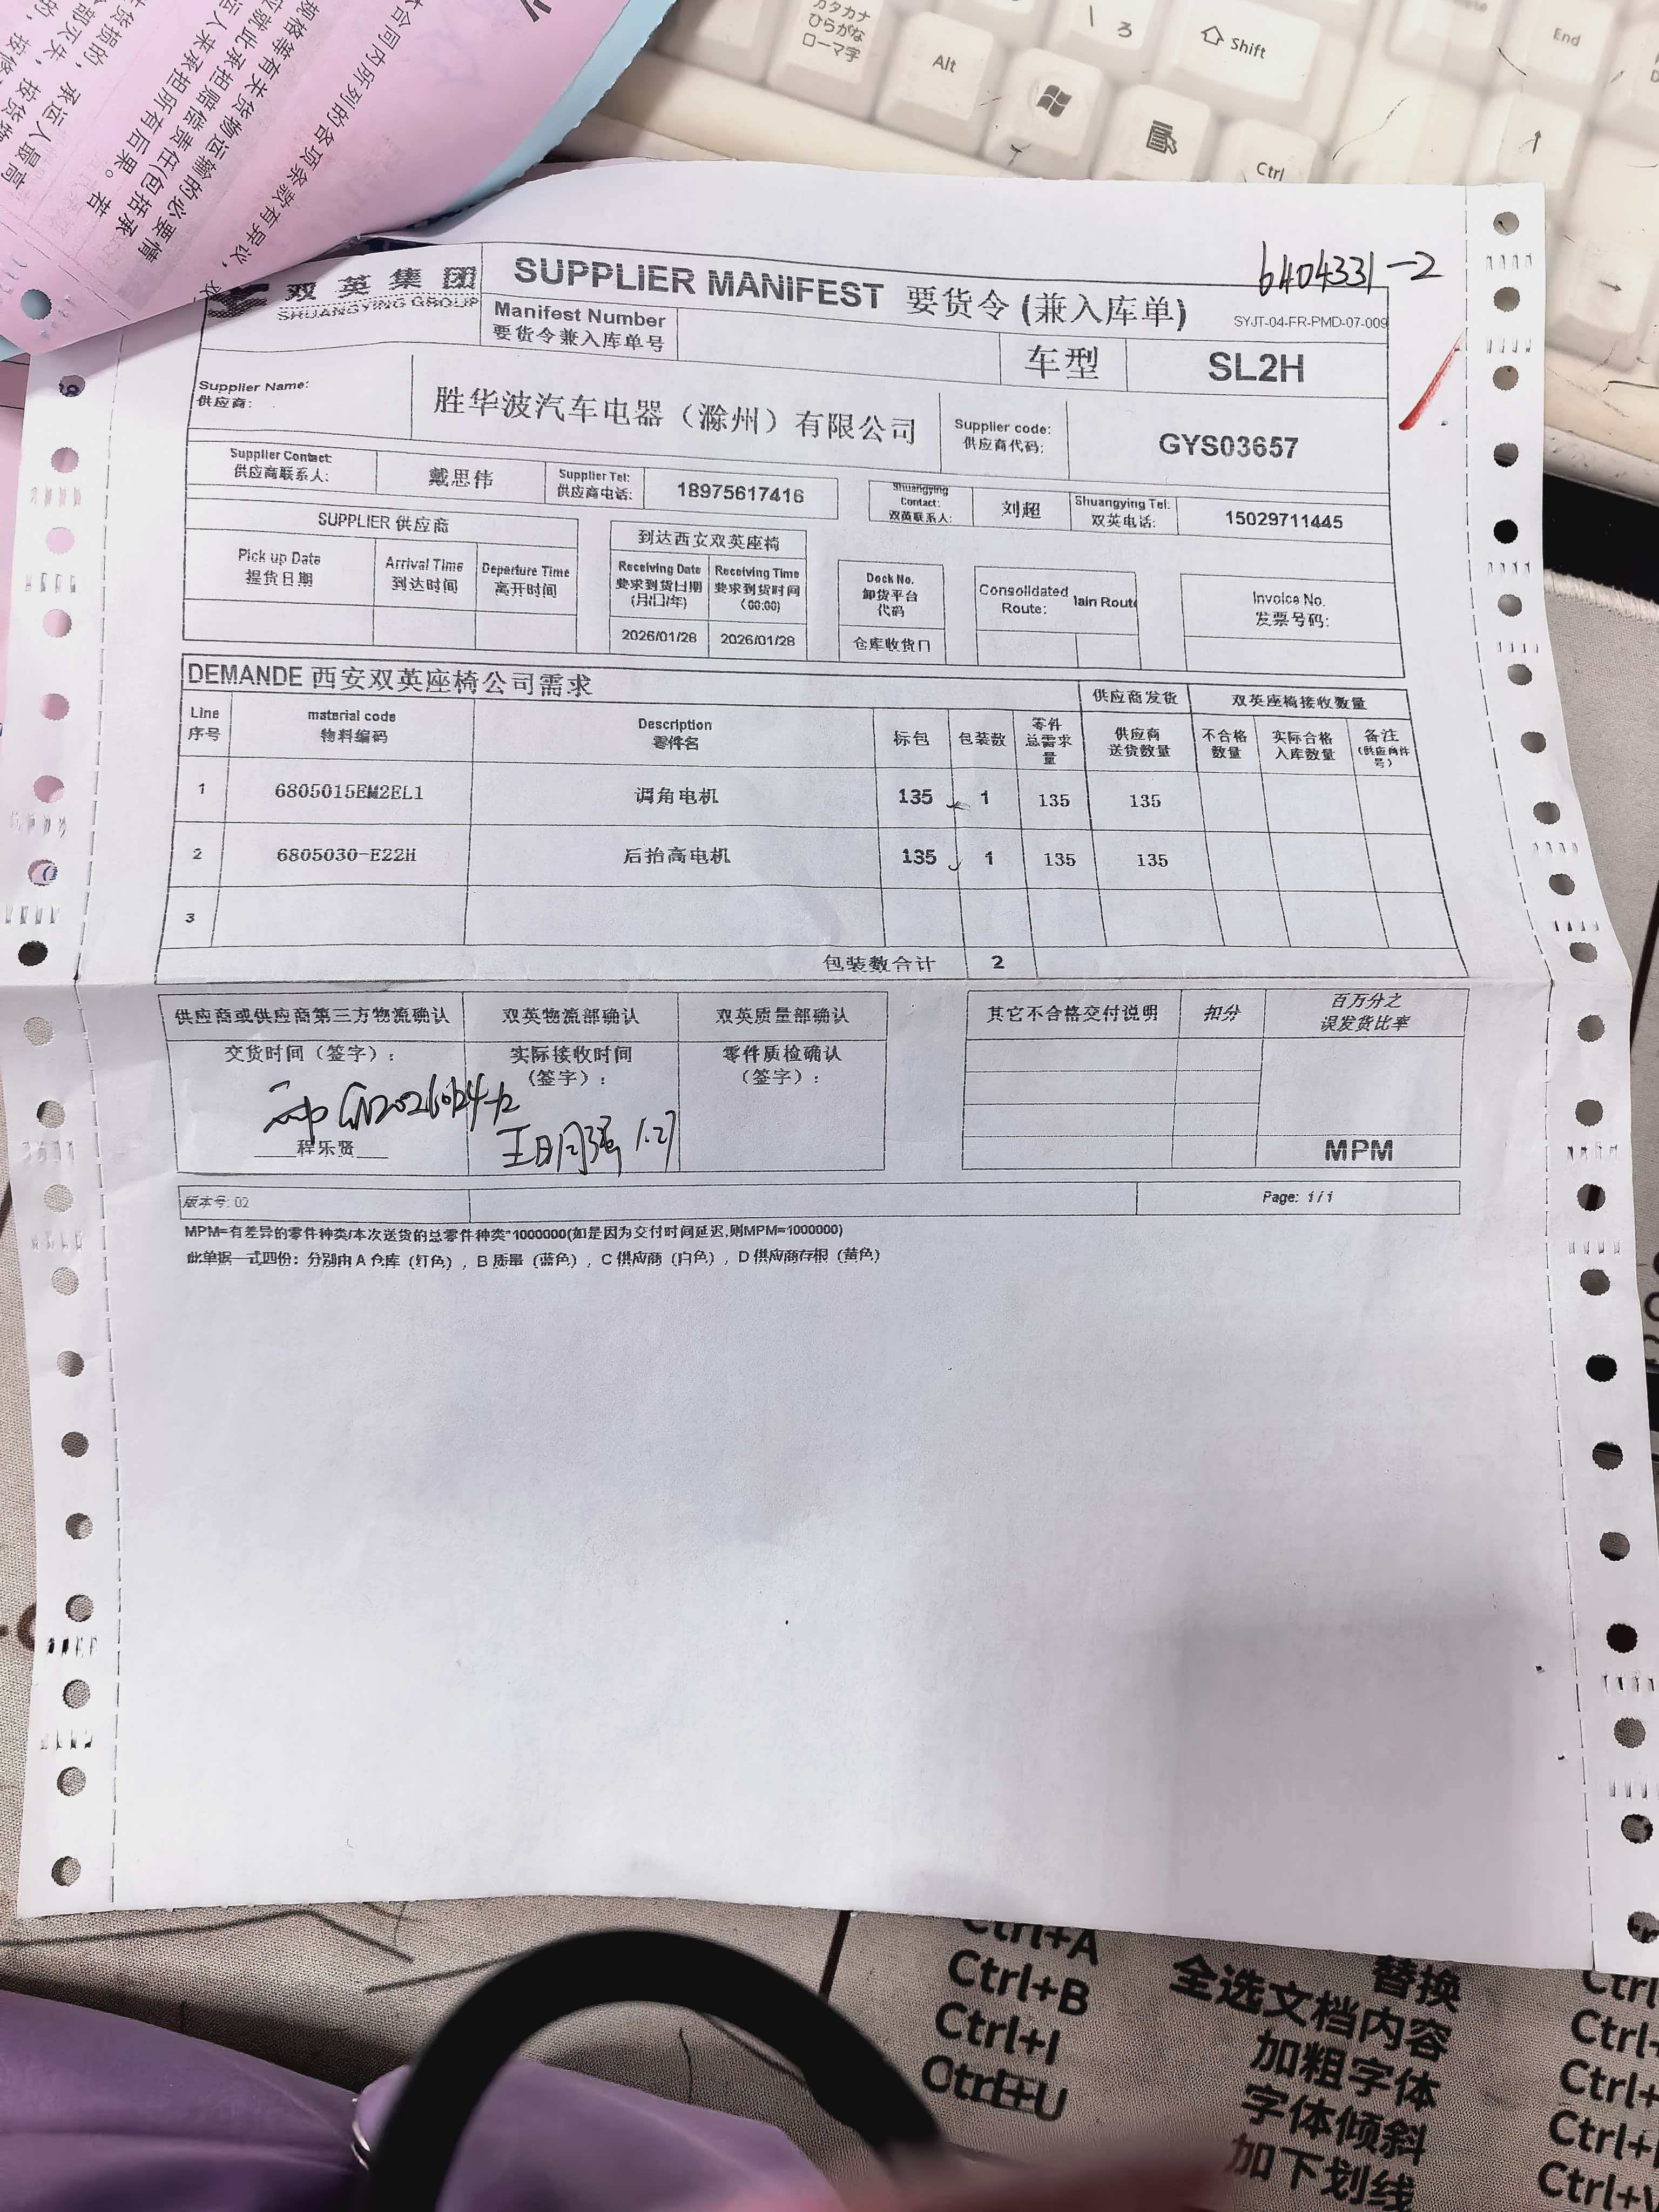 双英集团
SHUANGYING GROUP
SUPPLIER MANIFEST 要货令(兼入库单)
6404331-2
SYJT-04-FR-PMD-07-009
Manifest Number
要货令兼入库单号
车型
SL2H
Supplier Name:
供应商:
胜华波汽车电器（滁州）有限公司
Supplier code:
供应商代码:
GYS03657
Supplier Contact:
供应商联系人:
戴思伟
Supplier Tel:
供应商电话:
18975617416
Shuangying Contact:
双英联系人:
刘超
Shuangying Tel:
双英电话:
15029711445
SUPPLIER 供应商
Pick up Date
提货日期
Arrival Time
到达时间
Departure Time
离开时间
到达西安双英座椅
Receiving Date
要求到货日期
(月/日/年)
Receiving Time
要求到货时间
(00:00)
2026/01/28
2026/01/28
Dock No.
卸货平台
代码
仓库收货门
Consolidated
Route:
Main Route
Invoice No.
发票号码:
DEMANDE 西安双英座椅公司需求
供应商发货
双英座椅接收数量
Line
序号
material code
物料编码
Description
零件名
标包
包装数
零件
总需求
量
供应商
送货数量
不合格
数量
实际合格
入库数量
备注
(供应商件号)
1 6805015EM2EL1 调角电机 135 1 135 135
2 6805030-E22H 后抬高电机 135 1 135 135
3
包装数合计 2
供应商或供应商第三方物流确认
双英物流部确认
双英质量部确认
交货时间（签字）:
实际接收时间
（签字）:
零件质检确认
（签字）:
程乐贤
1.27
其它不合格交付说明
扣分
百万分之
误发货比率
MPM
版本号: 02
Page: 1/1
MPM=有差异的零件种类/本次送货的总零件种类*1000000(如是因为交付时间延迟,则MPM=1000000)
此单据一式四份：分别由 A 仓库（红色）, B 质量（蓝色）, C 供应商（白色）, D 供应商存根（黄色）
カタカナ
ひらがな
ローマ字
Alt
Shift
Ctrl
End
Ctrl+A 全选文档内容
Ctrl+B 加粗字体
Ctrl+I 字体倾斜
Ctrl+U 加下划线
替换